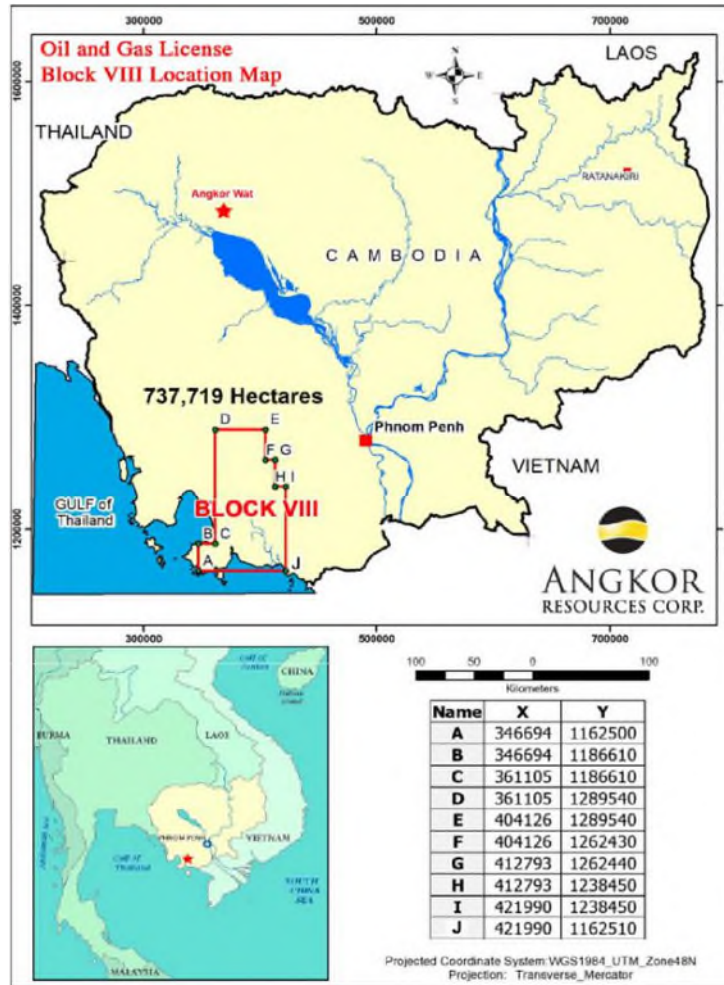 300000 500000 700000
Oil and Gas License
Block VIII Location Map
N
W E
S
LAOS
1600000
THAILAND
RATANAKIRI
Angkor Wat
CAMBODIA
1400000
737,719 Hectares
D E
F G
Phnom Penh
H I
VIETNAM
GULF of
Thailand
BLOCK VIII
1200000
B C
A J
ANGKOR
RESOURCES CORP.
300000 500000 700000
CHINA
BURMA
LAOS
THAILAND
VIETNAM
PHNOM PENH
Gulf of
Thailand
SOUTH
CHINA
SEA
MALAYSIA
100 50 0 100
Kilometers
Name X Y
A 346694 1162500
B 346694 1186610
C 361105 1186610
D 361105 1289540
E 404126 1289540
F 404126 1262430
G 412793 1262440
H 412793 1238450
I 421990 1238450
J 421990 1162510
Projected Coordinate System:WGS1984_UTM_Zone48N
Projection: Transverse_Mercator